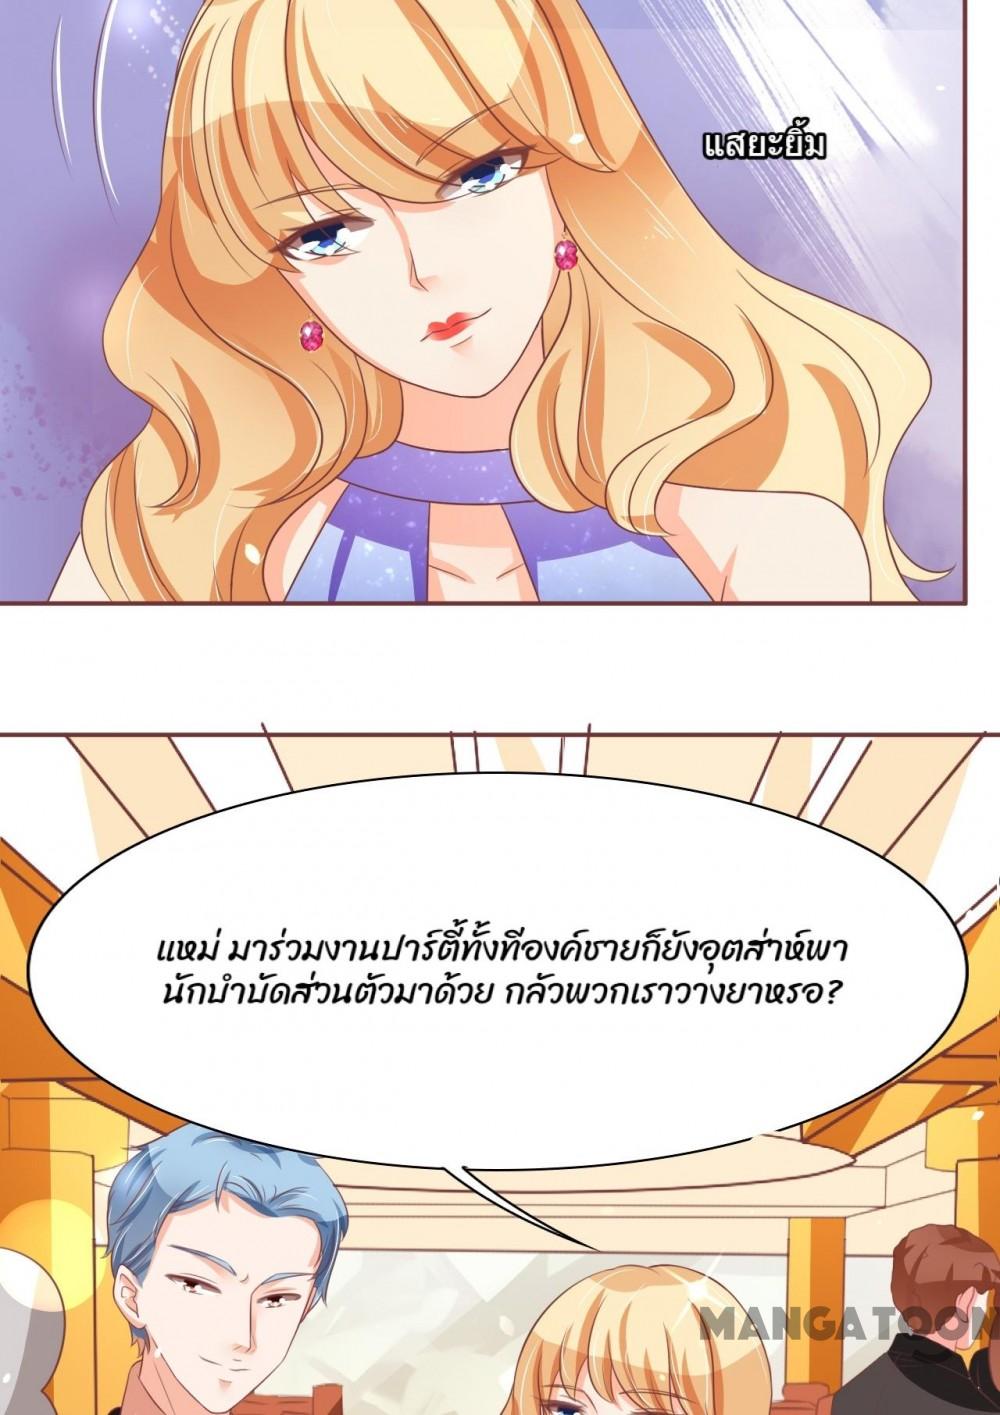 แสยะยิ้ม
แหม่ มาร่วมงานปาร์ตี้ทั้งทีองค์ชายก็ยังอุตส่าห์พา
นักบำบัดส่วนตัวมาด้วย กลัวพวกเราวางยาหรอ?
MANGATOON